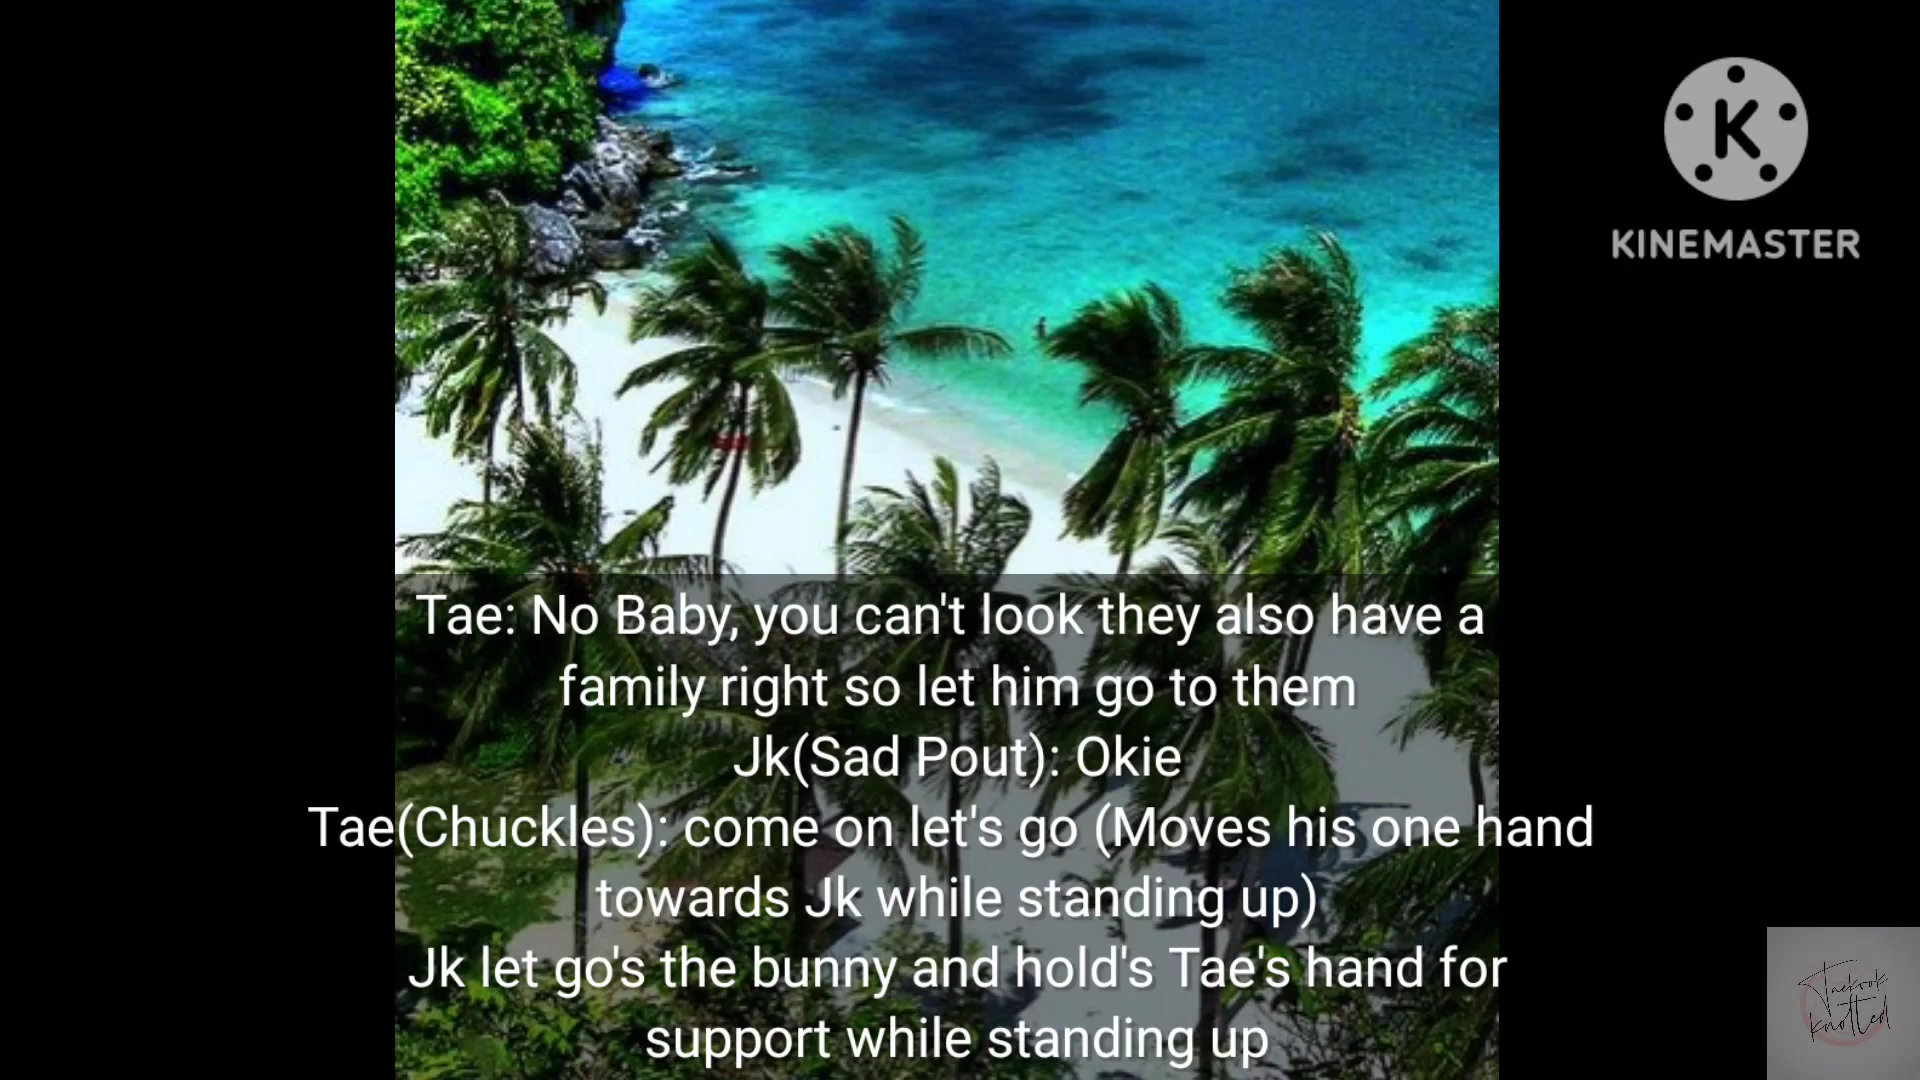 K
KINEMASTER
Tae: No Baby, you can't look they also have a
family right so let him go to them
Jk(Sad Pout): Okie
Tae(Chuckles): come on let's go (Moves his one hand
towards Jk while standing up)
Jk let go's the bunny and hold's Tae's hand for
support while standing up
Taekook
knotted